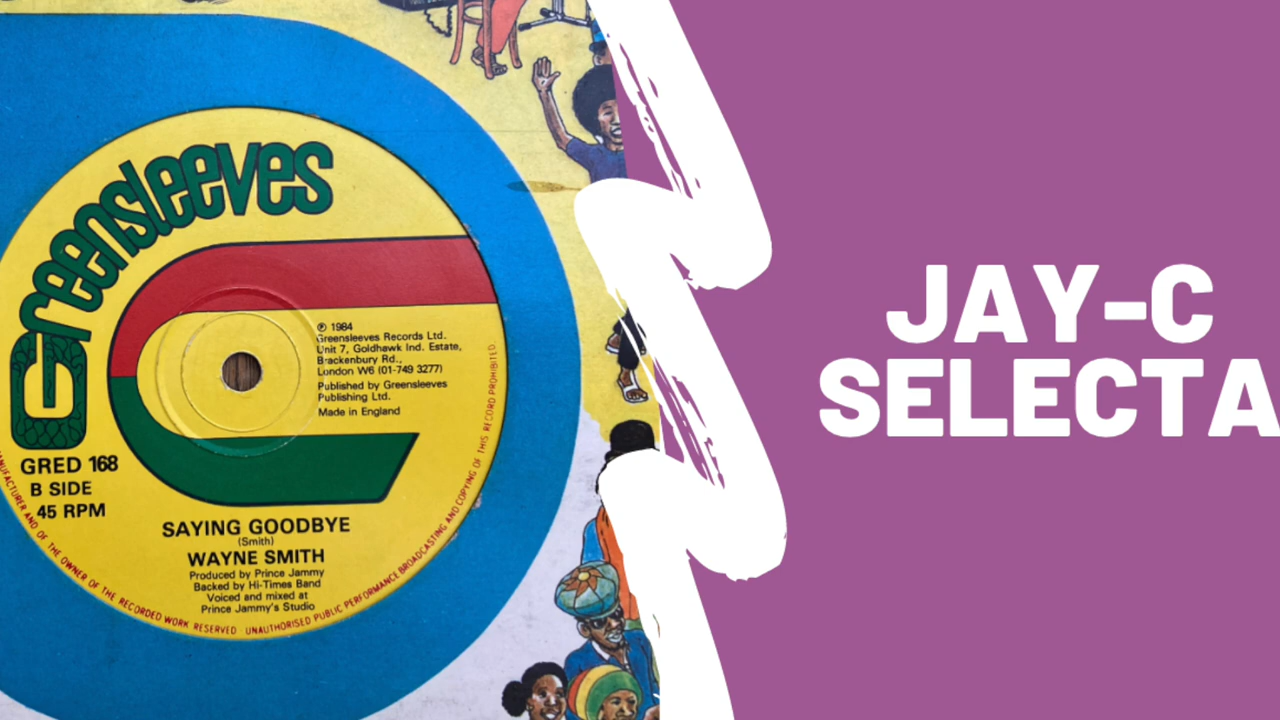 Greensleeves
℗ 1984
Greensleeves Records Ltd.
Unit 7, Goldhawk Ind. Estate,
Brackenbury Rd.,
London W6 (01-749 3277)
Published by Greensleeves
Publishing Ltd.
Made in England
GRED 168
B SIDE
45 RPM
SAYING GOODBYE
(Smith)
WAYNE SMITH
Produced by Prince Jammy
Backed by Hi-Times Band
Voiced and mixed at
Prince Jammy's Studio
MANUFACTURER AND OF THE OWNER OF THE RECORDED WORK RESERVED · UNAUTHORISED PUBLIC PERFORMANCE BROADCASTING AND COPYING OF THIS RECORD PROHIBITED.
JAY-C
SELECTA